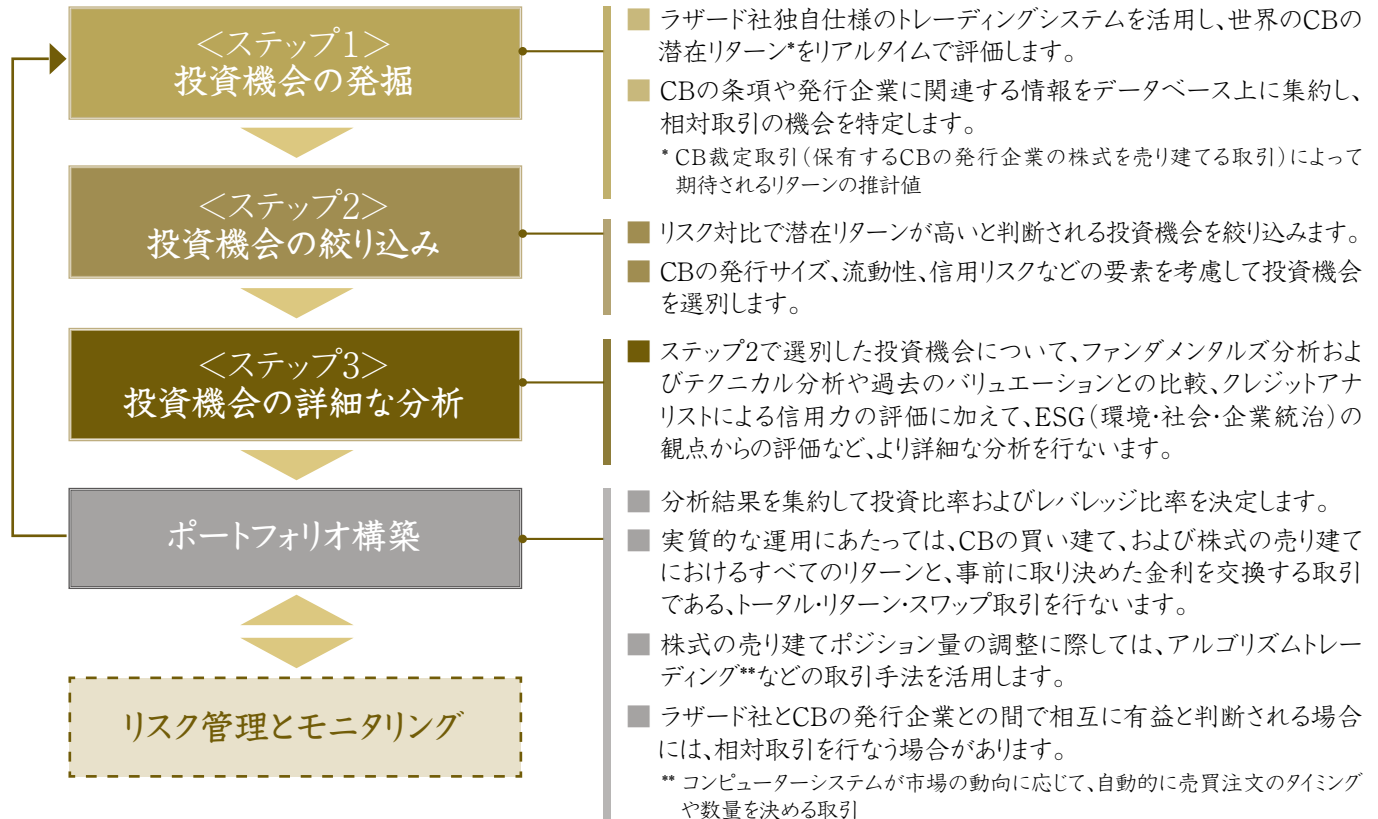 <ステップ1>
投資機会の発掘
■ ラザード社独自仕様のトレーディングシステムを活用し、世界のCBの
潜在リターン*をリアルタイムで評価します。
■ CBの条項や発行企業に関連する情報をデータベース上に集約し、
相対取引の機会を特定します。
* CB裁定取引（保有するCBの発行企業の株式を売り建てる取引）によって
期待されるリターンの推計値
<ステップ2>
投資機会の絞り込み
■ リスク対比で潜在リターンが高いと判断される投資機会を絞り込みます。
■ CBの発行サイズ、流動性、信用リスクなどの要素を考慮して投資機会
を選別します。
<ステップ3>
投資機会の詳細な分析
■ ステップ2で選別した投資機会について、ファンダメンタルズ分析およ
びテクニカル分析や過去のバリュエーションとの比較、クレジットアナ
リストによる信用力の評価に加えて、ESG（環境・社会・企業統治）の
観点からの評価など、より詳細な分析を行ないます。
ポートフォリオ構築
■ 分析結果を集約して投資比率およびレバレッジ比率を決定します。
■ 実質的な運用にあたっては、CBの買い建て、および株式の売り建て
におけるすべてのリターンと、事前に取り決めた金利を交換する取引
である、トータル・リターン・スワップ取引を行ないます。
■ 株式の売り建てポジション量の調整に際しては、アルゴリズムトレー
ディング**などの取引手法を活用します。
■ ラザード社とCBの発行企業との間で相互に有益と判断される場合
には、相対取引を行なう場合があります。
** コンピューターシステムが市場の動向に応じて、自動的に売買注文のタイミング
や数量を決める取引
リスク管理とモニタリング